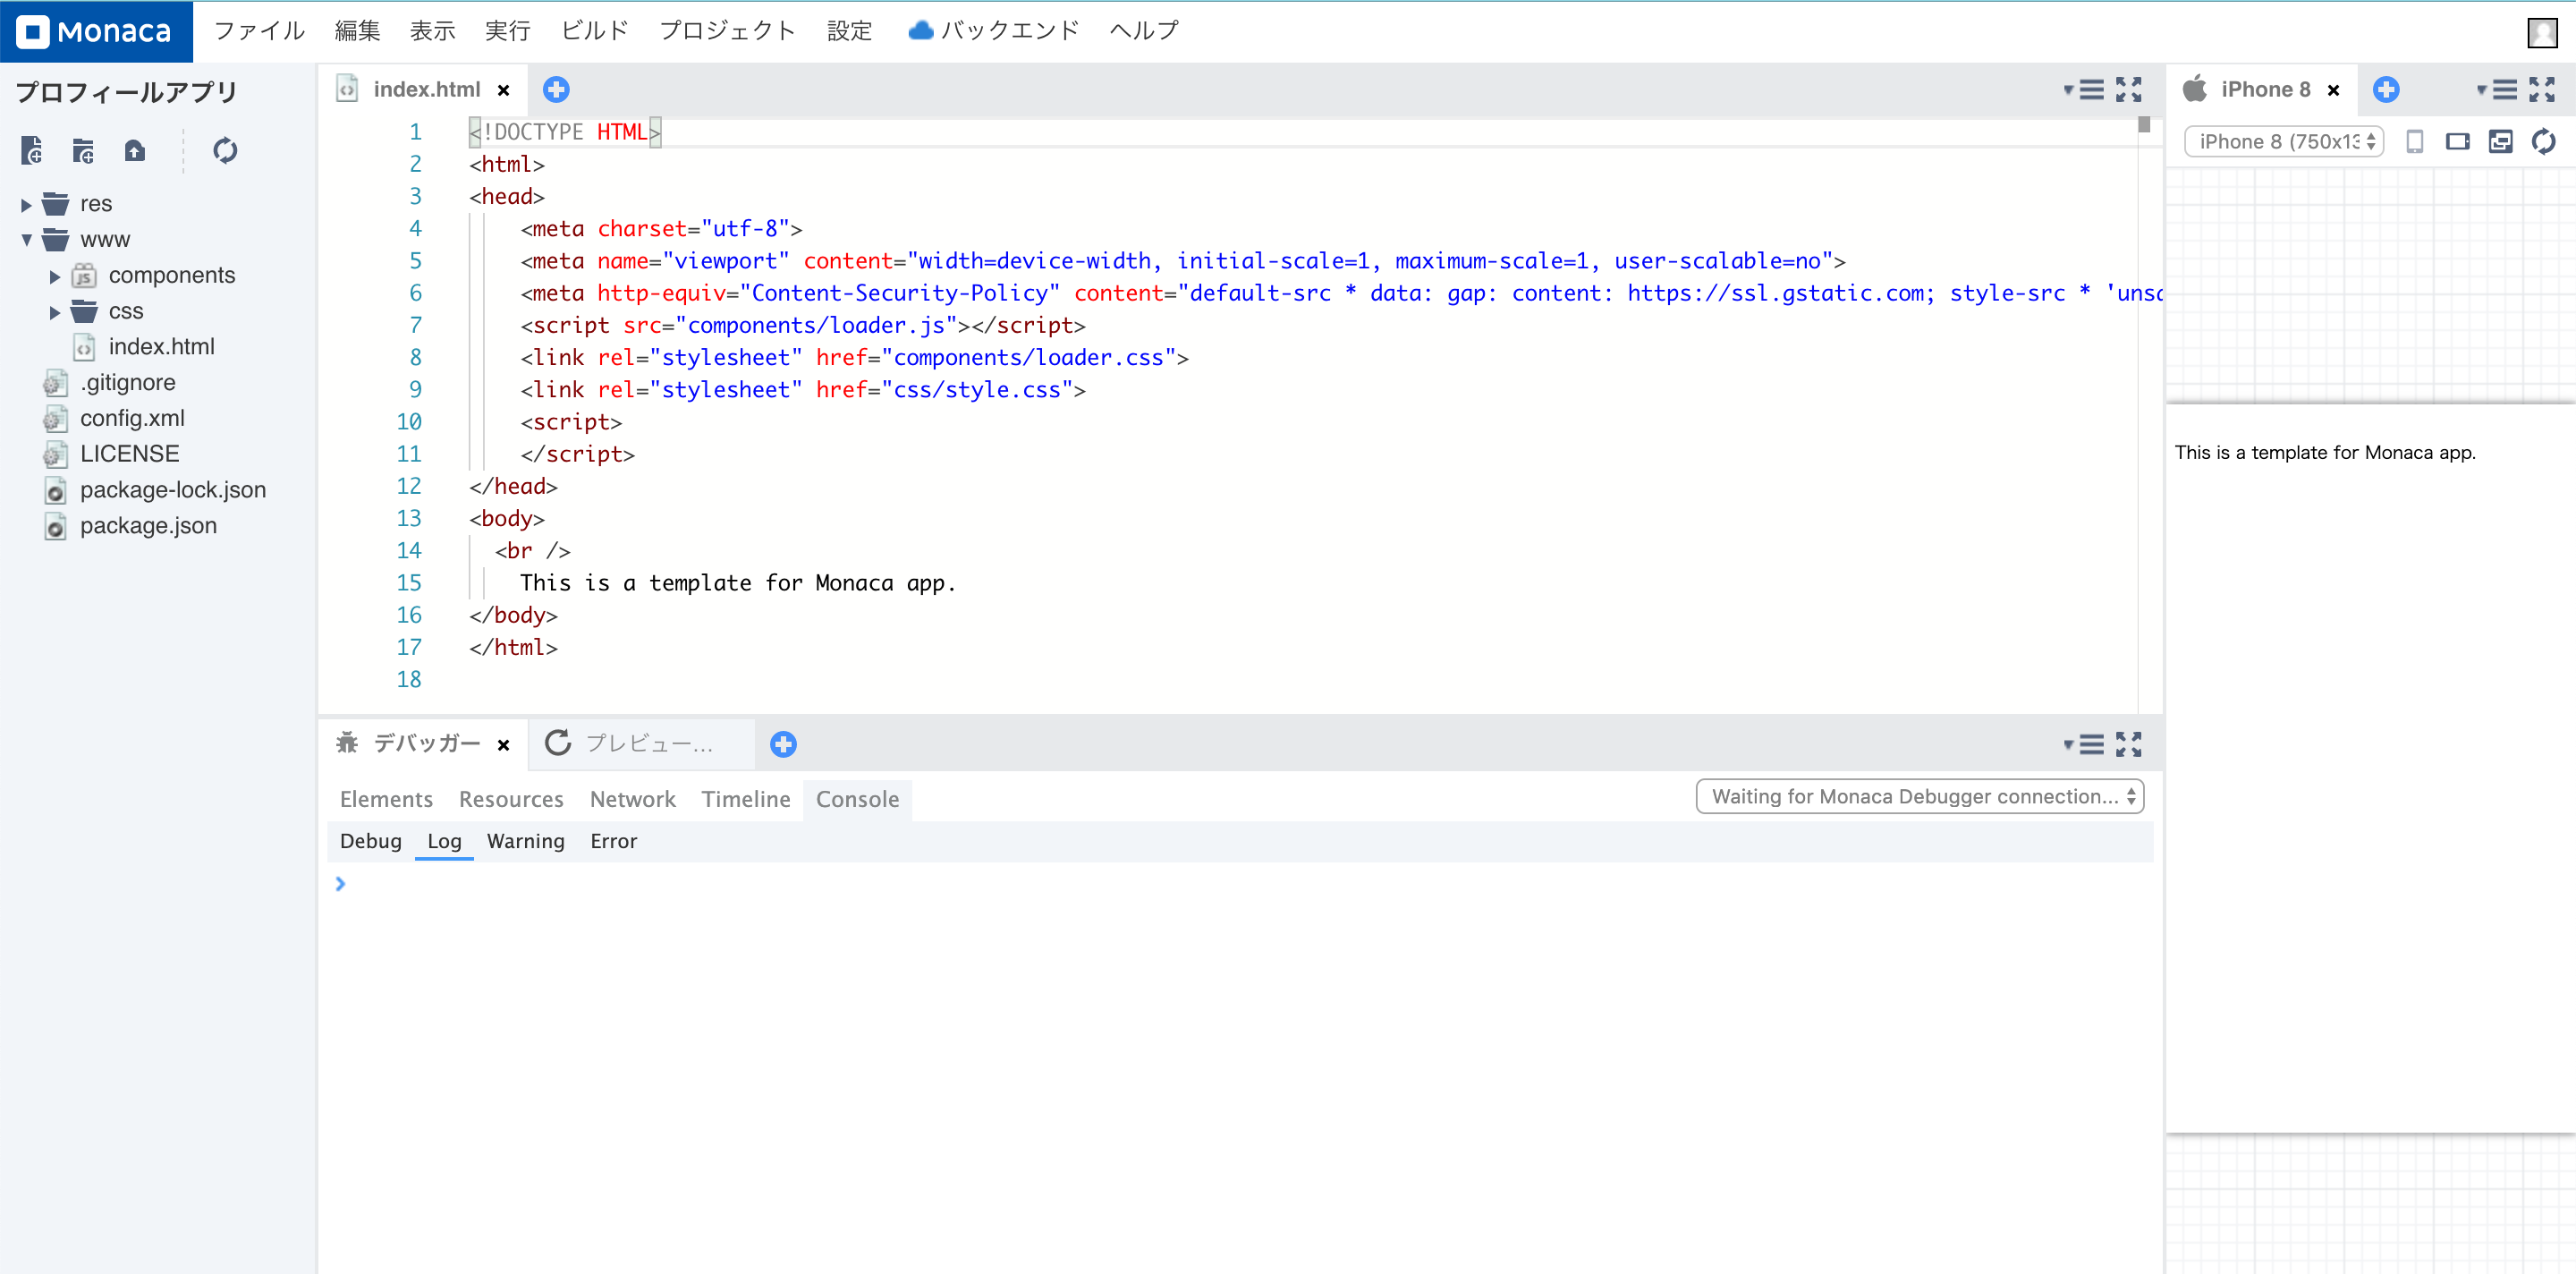 Monaca ファイル 編集 表示 実行 ビルド プロジェクト 設定 バックエンド ヘルプ
プロフィールアプリ
res
www
components
css
index.html
.gitignore
config.xml
LICENSE
package-lock.json
package.json
index.html
1 <!DOCTYPE HTML>
2 <html>
3 <head>
4 <meta charset="utf-8">
5 <meta name="viewport" content="width=device-width, initial-scale=1, maximum-scale=1, user-scalable=no">
6 <meta http-equiv="Content-Security-Policy" content="default-src * data: gap: content: https://ssl.gstatic.com; style-src * 'unsa
7 <script src="components/loader.js"></script>
8 <link rel="stylesheet" href="components/loader.css">
9 <link rel="stylesheet" href="css/style.css">
10 <script>
11 </script>
12 </head>
13 <body>
14 <br />
15 This is a template for Monaca app.
16 </body>
17 </html>
18
デバッガー プレビュー...
Elements Resources Network Timeline Console Waiting for Monaca Debugger connection...
Debug Log Warning Error
iPhone 8
iPhone 8 (750x13
This is a template for Monaca app.